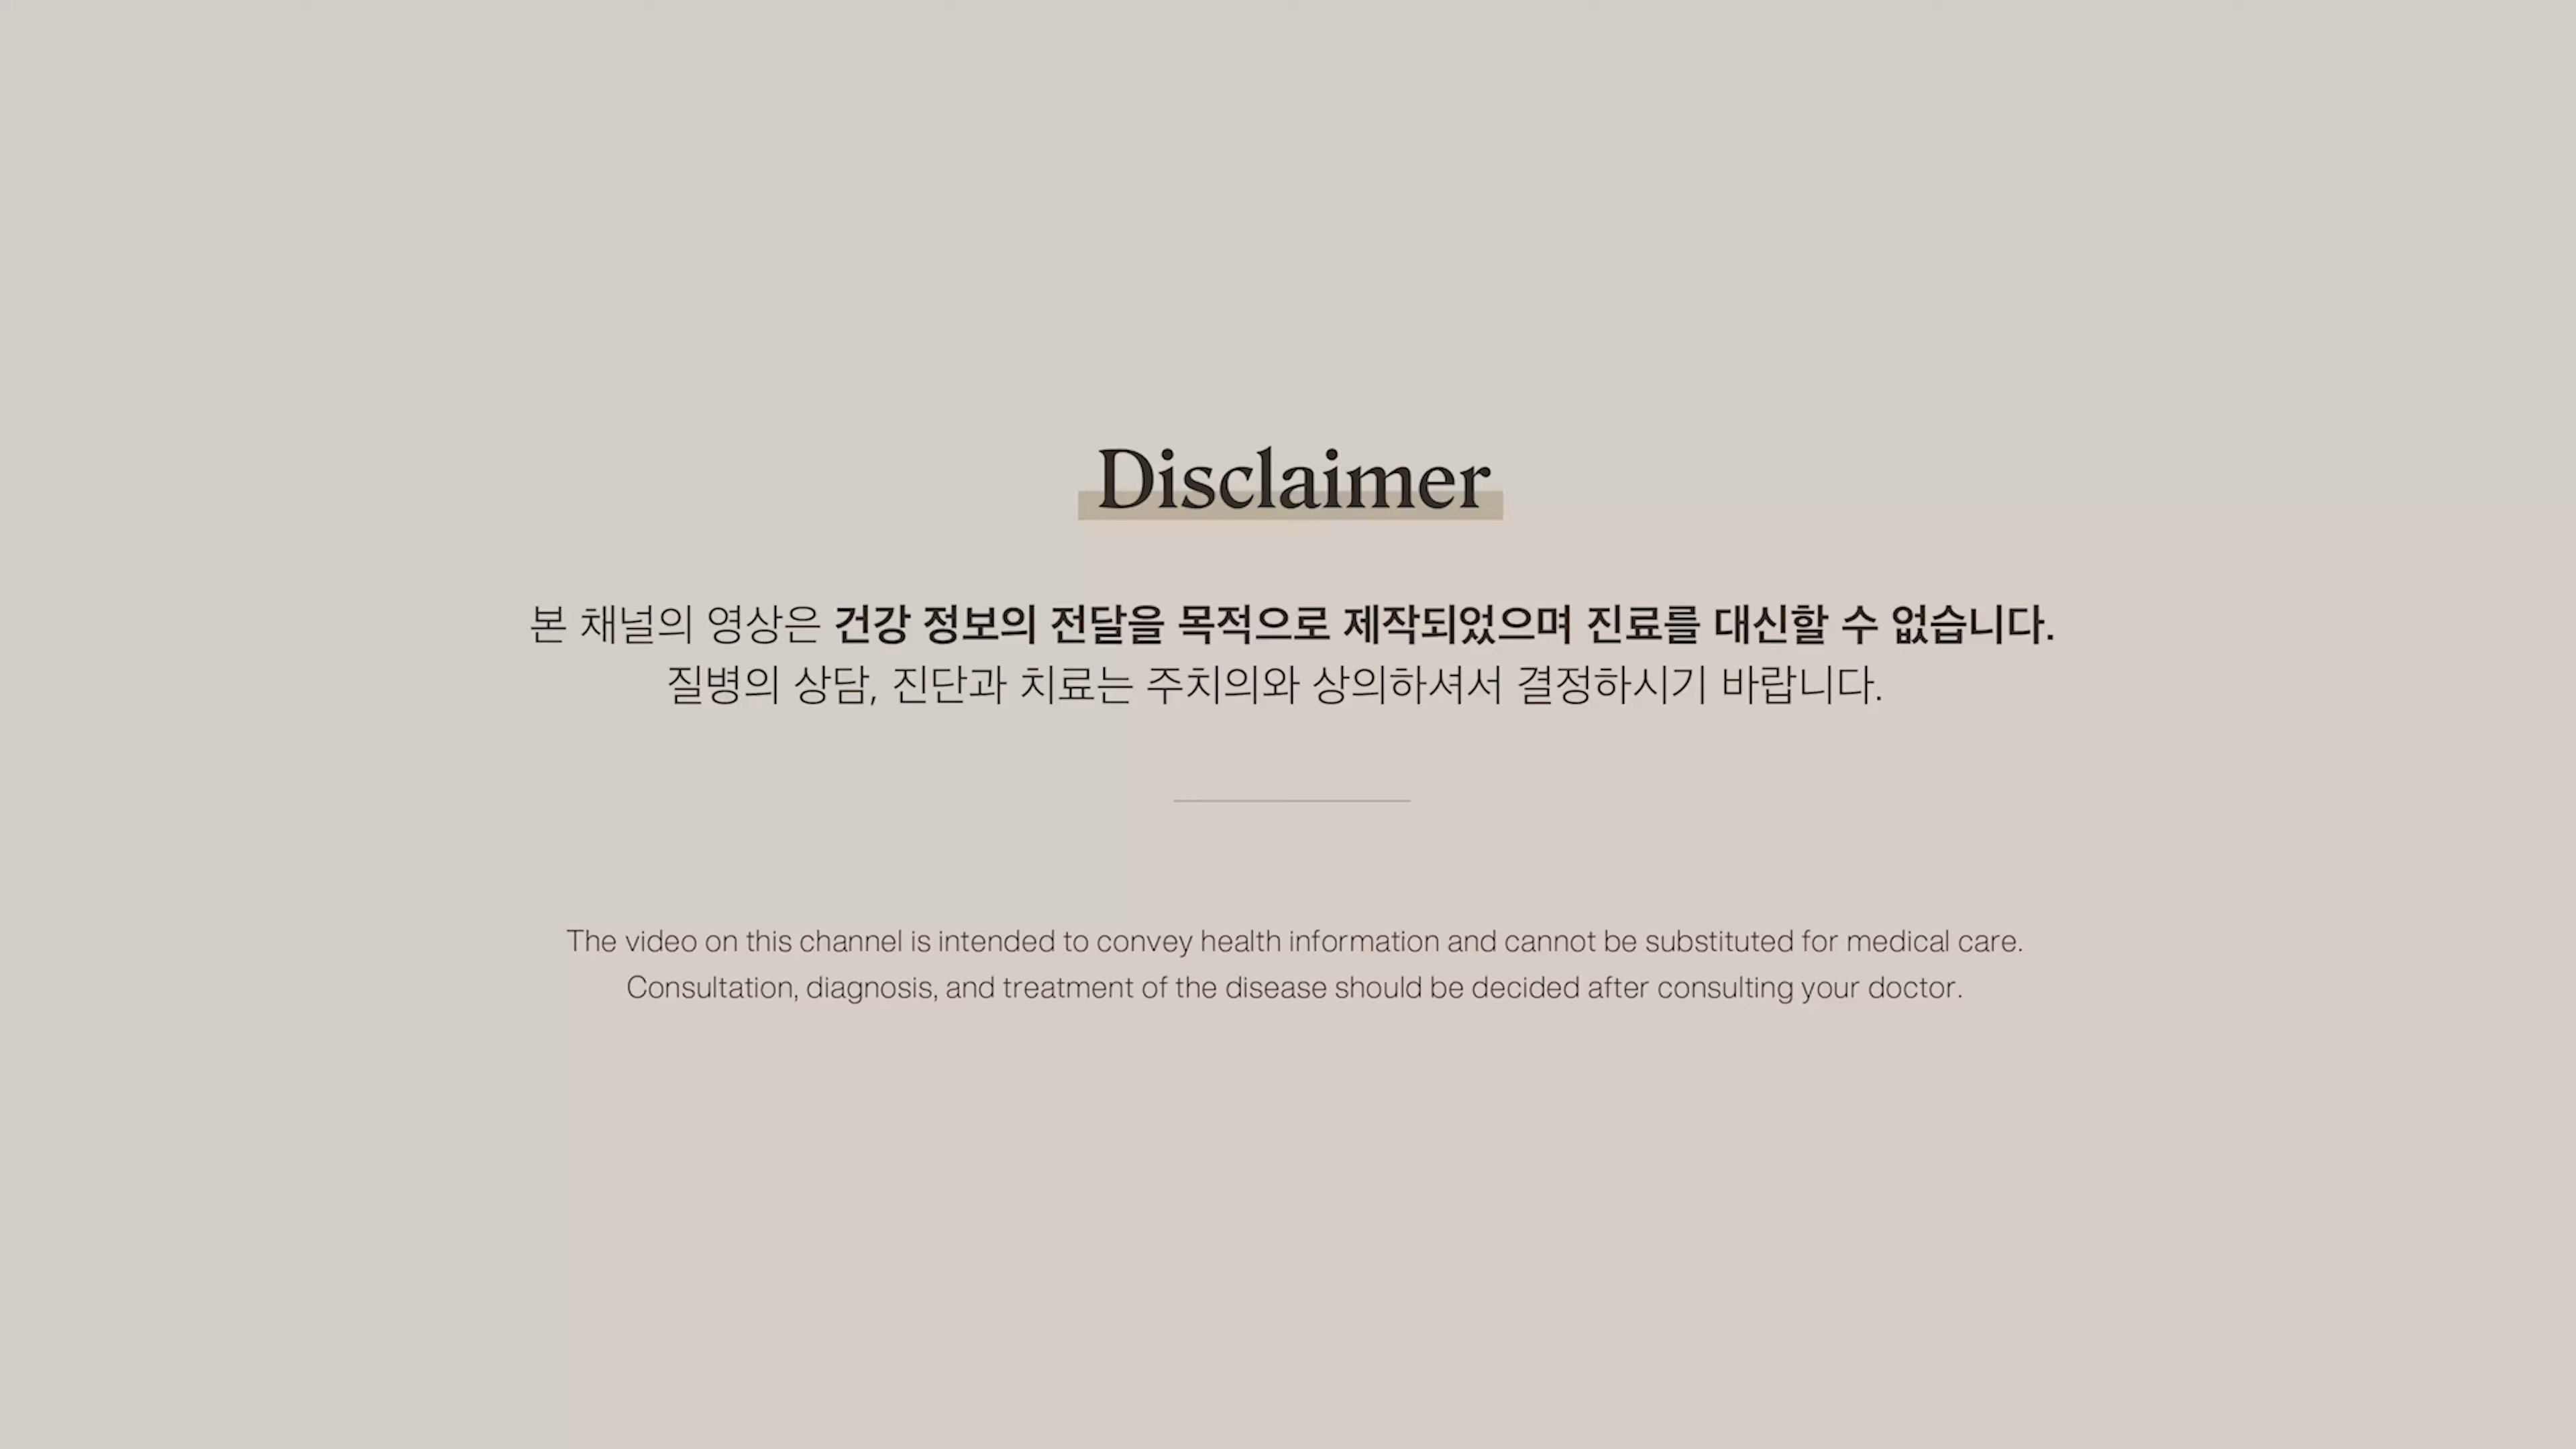 Disclaimer
본 채널의 영상은 건강 정보의 전달을 목적으로 제작되었으며 진료를 대신할 수 없습니다.
질병의 상담, 진단과 치료는 주치의와 상의하셔서 결정하시기 바랍니다.
The video on this channel is intended to convey health information and cannot be substituted for medical care.
Consultation, diagnosis, and treatment of the disease should be decided after consulting your doctor.